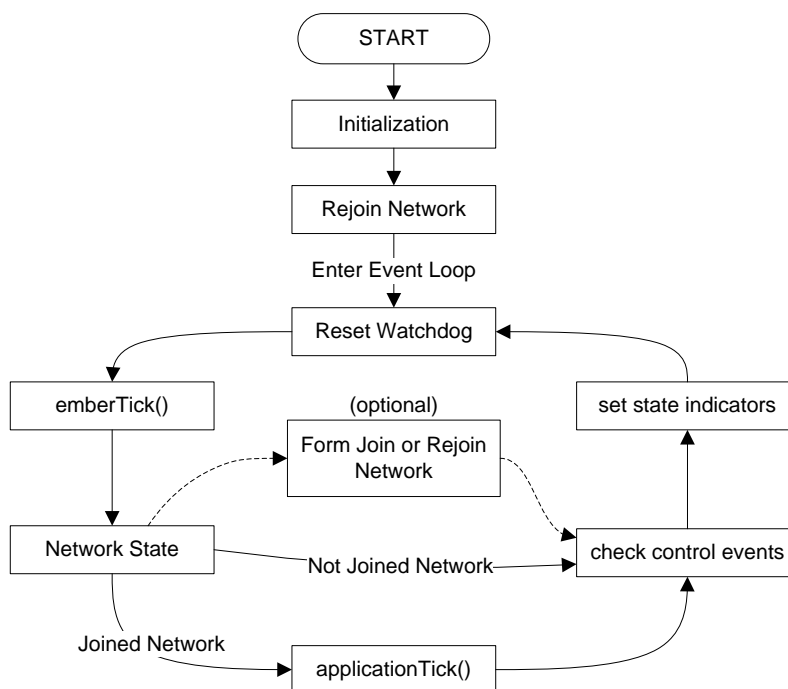 START
Initialization
Rejoin Network
Enter Event Loop
Reset Watchdog
emberTick()
(optional)
set state indicators
Form Join or Rejoin
Network
Network State
Not Joined Network
check control events
Joined Network
applicationTick()